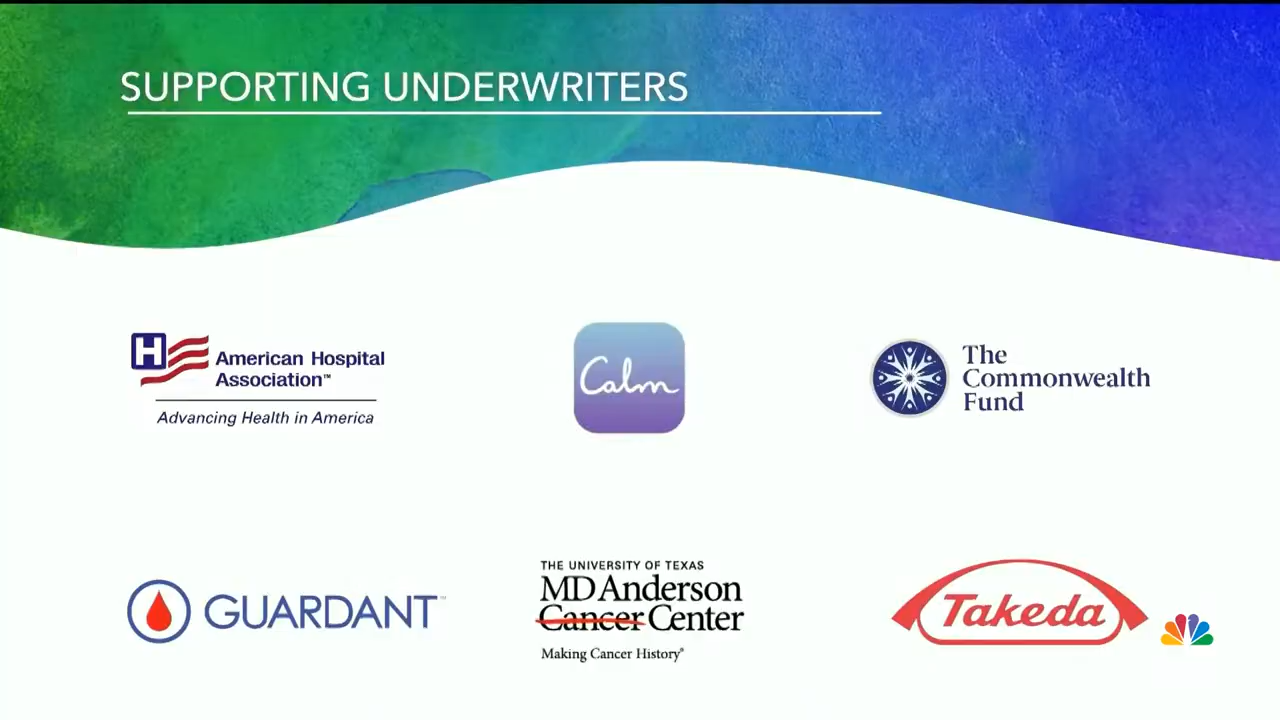 SUPPORTING UNDERWRITERS
H
American Hospital
Association™
Advancing Health in America
Calm
The
Commonwealth
Fund
GUARDANT™
THE UNIVERSITY OF TEXAS
MD Anderson
Cancer Center
Making Cancer History®
Takeda